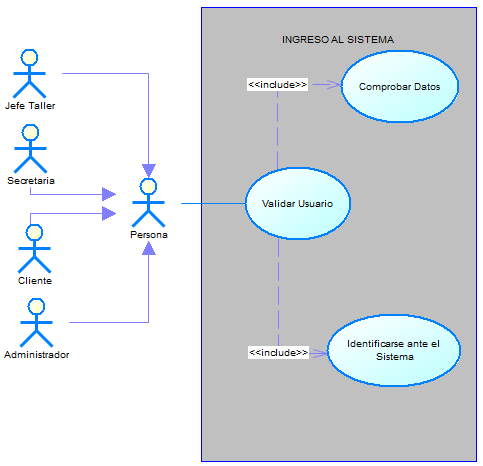 INGRESO AL SISTEMA
<<include>>
Comprobar Datos
Jefe Taller
Secretaria
Validar Usuario
Persona
Cliente
Administrador
<<include>>
Identificarse ante el
Sistema